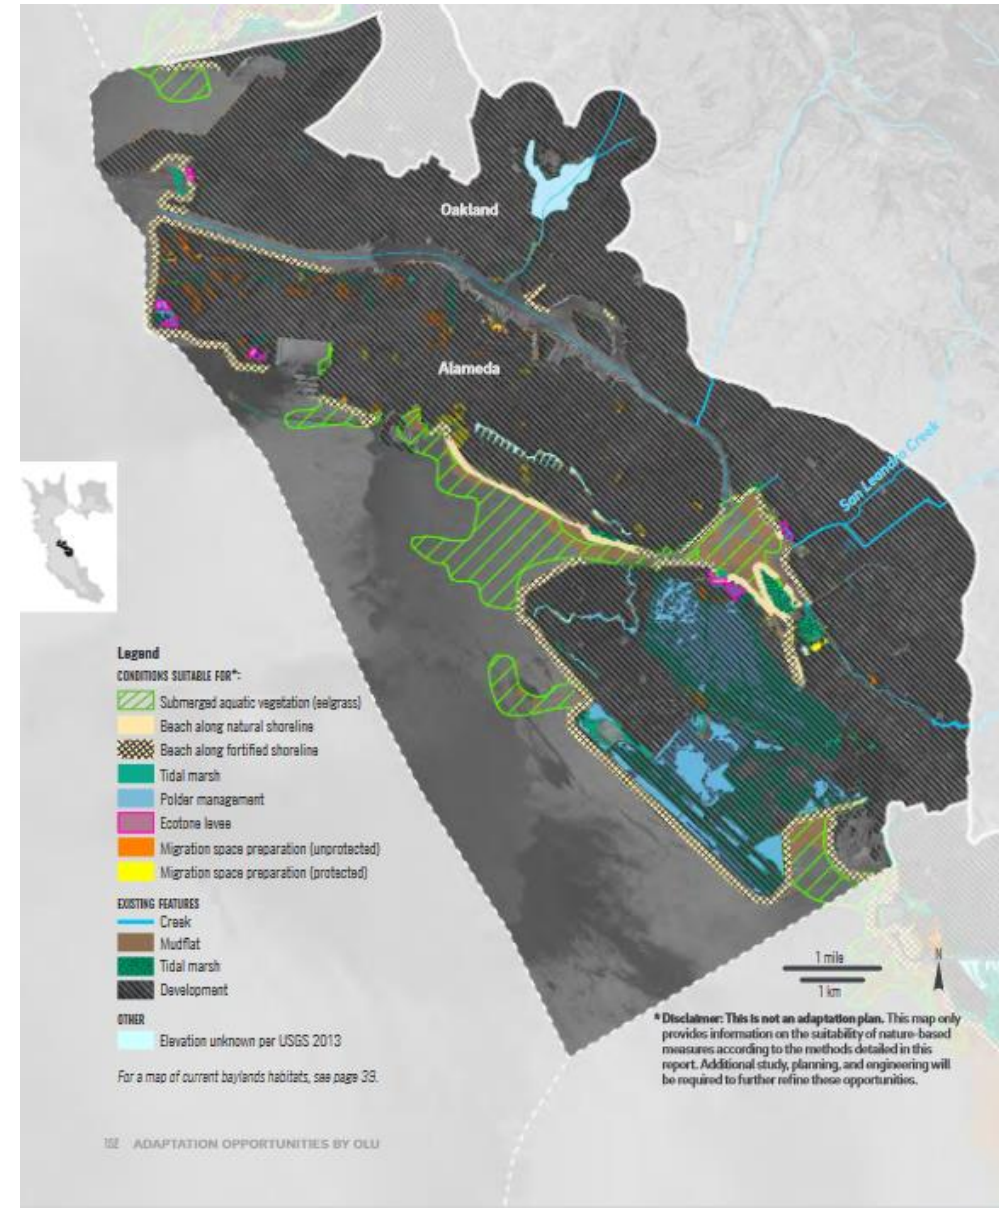 Oakland
Alameda
San Leandro Creek
Legend
CONDITIONS SUITABLE FOR*:
Submerged aquatic vegetation (eelgrass)
Beach along natural shoreline
Beach along fortified shoreline
Tidal marsh
Polder management
Ecotone levee
Migration space preparation (unprotected)
Migration space preparation (protected)
EXISTING FEATURES
Creek
Mudflat
Tidal marsh
Development
OTHER
Elevation unknown per USGS 2013
For a map of current baylands habitats, see page 39.
1 mile
1 km
N
* Disclaimer: This is not an adaptation plan. This map only
provides information on the suitability of nature-based
measures according to the methods detailed in this
report. Additional study, planning, and engineering will
be required to further refine these opportunities.
152 ADAPTATION OPPORTUNITIES BY OLU